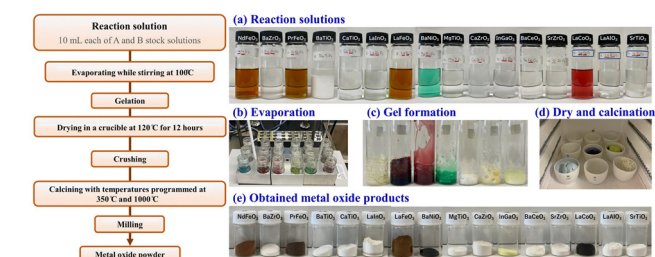 Reaction solution
10 mL each of A and B stock solutions
Evaporating while stirring at 100℃
Gelation
Drying in a crucible at 120℃ for 12 hours
Crushing
Calcining with temperatures programmed at
350℃ and 1000℃
Milling
Metal oxide powder
(a) Reaction solutions
NdFeO₃ BaZrO₃ PrFeO₃ BaTiO₃ CaTiO₃ LaInO₃ LaFeO₃ BaNiO₃ MgTiO₃ CaZrO₃ InGaO₃ BaCeO₃ SrZrO₃ LaCoO₃ LaAlO₃ SrTiO₃
(b) Evaporation
(c) Gel formation
(d) Dry and calcination
(e) Obtained metal oxide products
NdFeO₃ BaZrO₃ PrFeO₃ BaTiO₃ CaTiO₃ LaInO₃ LaFeO₃ BaNiO₃ MgTiO₃ CaZrO₃ InGaO₃ BaCeO₃ SrZrO₃ LaCoO₃ LaAlO₃ SrTiO₃